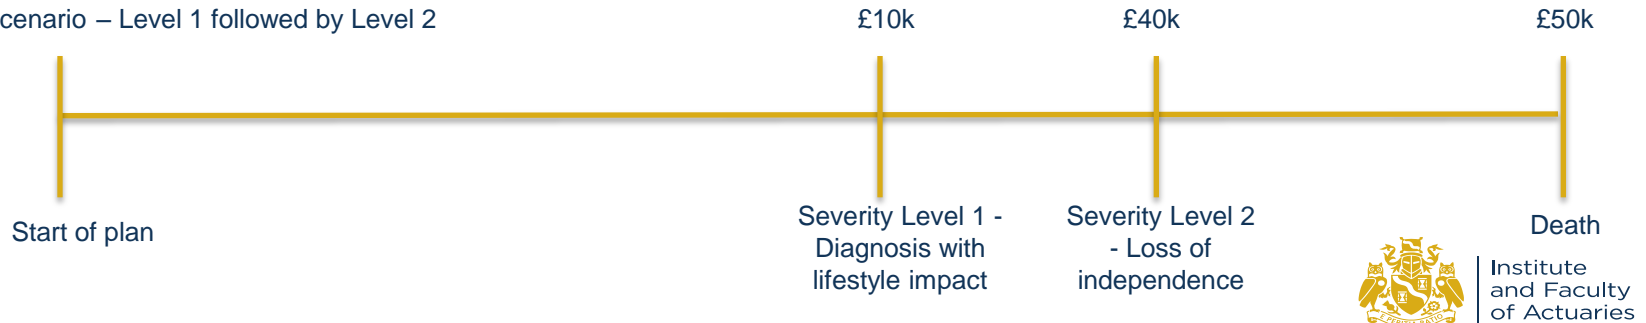 cenario – Level 1 followed by Level 2
£10k
£40k
£50k
Start of plan
Severity Level 1 -
Diagnosis with
lifestyle impact
Severity Level 2
- Loss of
independence
Death
Institute
and Faculty
of Actuaries